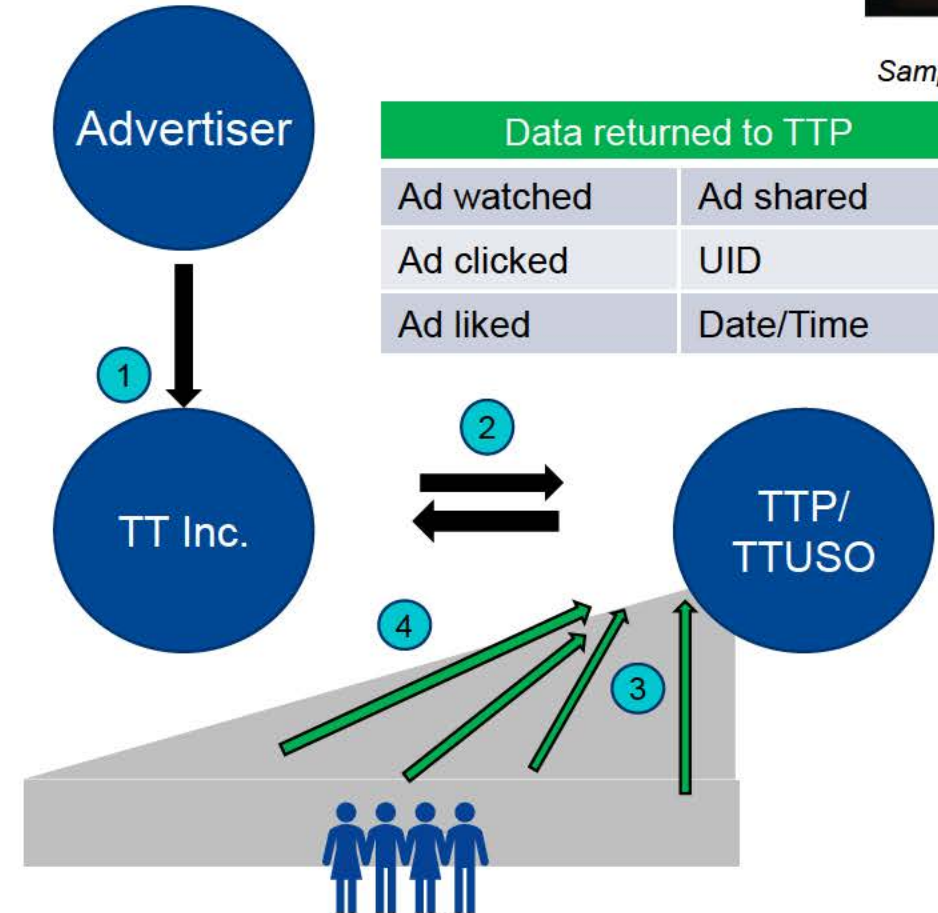 Samp
Advertiser
Data returned to TTP
Ad watched Ad shared
Ad clicked UID
Ad liked Date/Time
1
2
TT Inc.
TTP/
TTUSO
4
3